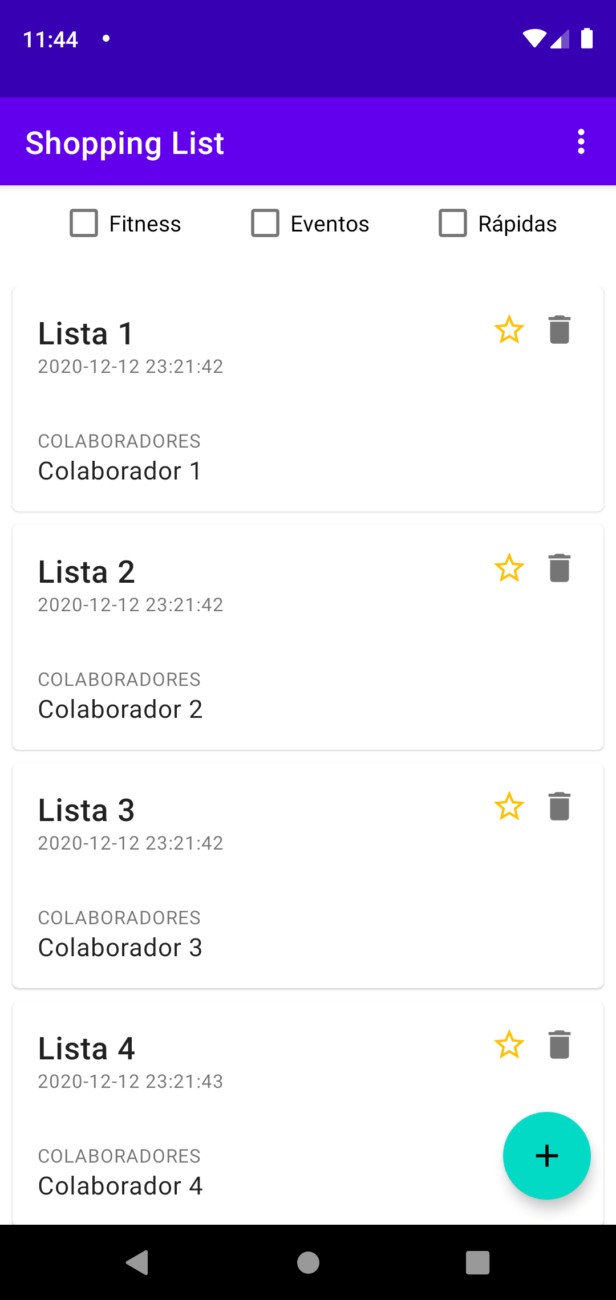 11:44
Shopping List
Fitness Eventos Rápidas
Lista 1
2020-12-12 23:21:42
COLABORADORES
Colaborador 1
Lista 2
2020-12-12 23:21:42
COLABORADORES
Colaborador 2
Lista 3
2020-12-12 23:21:42
COLABORADORES
Colaborador 3
Lista 4
2020-12-12 23:21:43
COLABORADORES
Colaborador 4